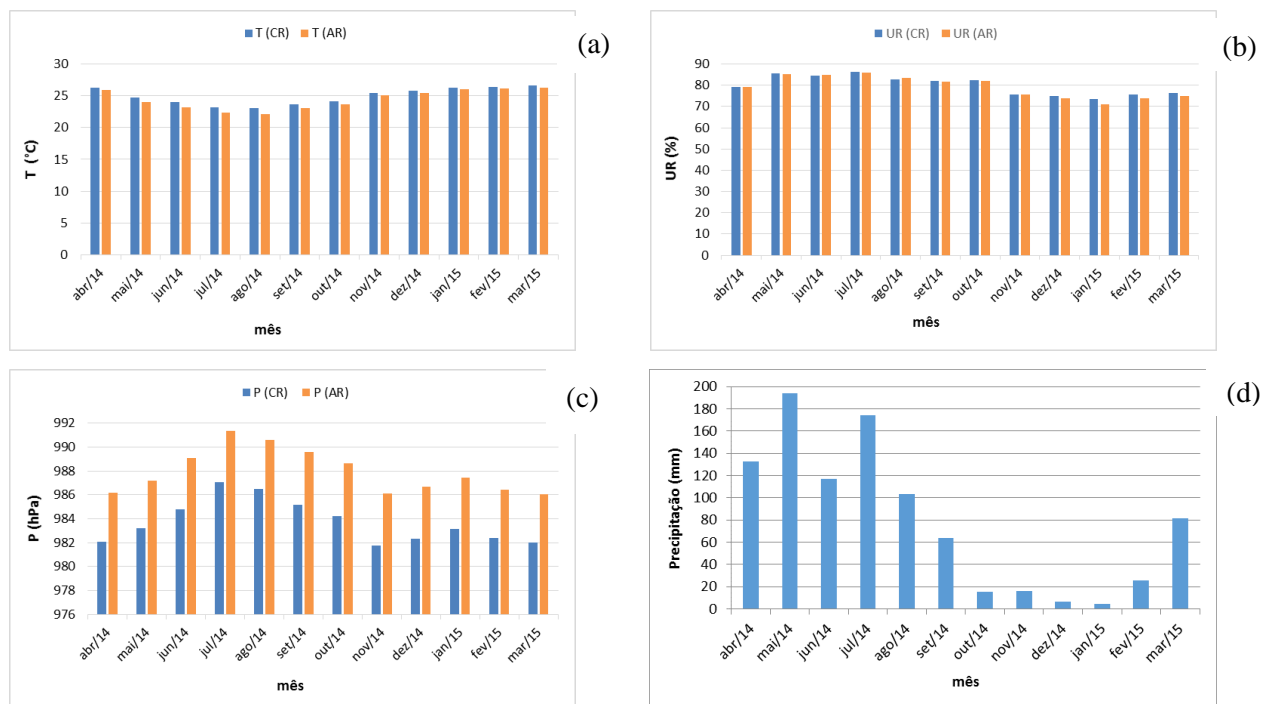 T (CR) T (AR)
(a)
30
25
20
15
10
5
0
T (°C)
abr/14 mai/14 jun/14 jul/14 ago/14 set/14 out/14 nov/14 dez/14 jan/15 fev/15 mar/15
mês
UR (CR) UR (AR)
(b)
90
80
70
60
50
40
30
20
10
0
UR (%)
abr/14 mai/14 jun/14 jul/14 ago/14 set/14 out/14 nov/14 dez/14 jan/15 fev/15 mar/15
mês
P (CR) P (AR)
(c)
992
990
988
986
984
982
980
978
976
P (hPa)
abr/14 mai/14 jun/14 jul/14 ago/14 set/14 out/14 nov/14 dez/14 jan/15 fev/15 mar/15
mês
(d)
200
180
160
140
120
100
80
60
40
20
0
Precipitação (mm)
abr/14 mai/14 jun/14 jul/14 ago/14 set/14 out/14 nov/14 dez/14 jan/15 fev/15 mar/15
mês